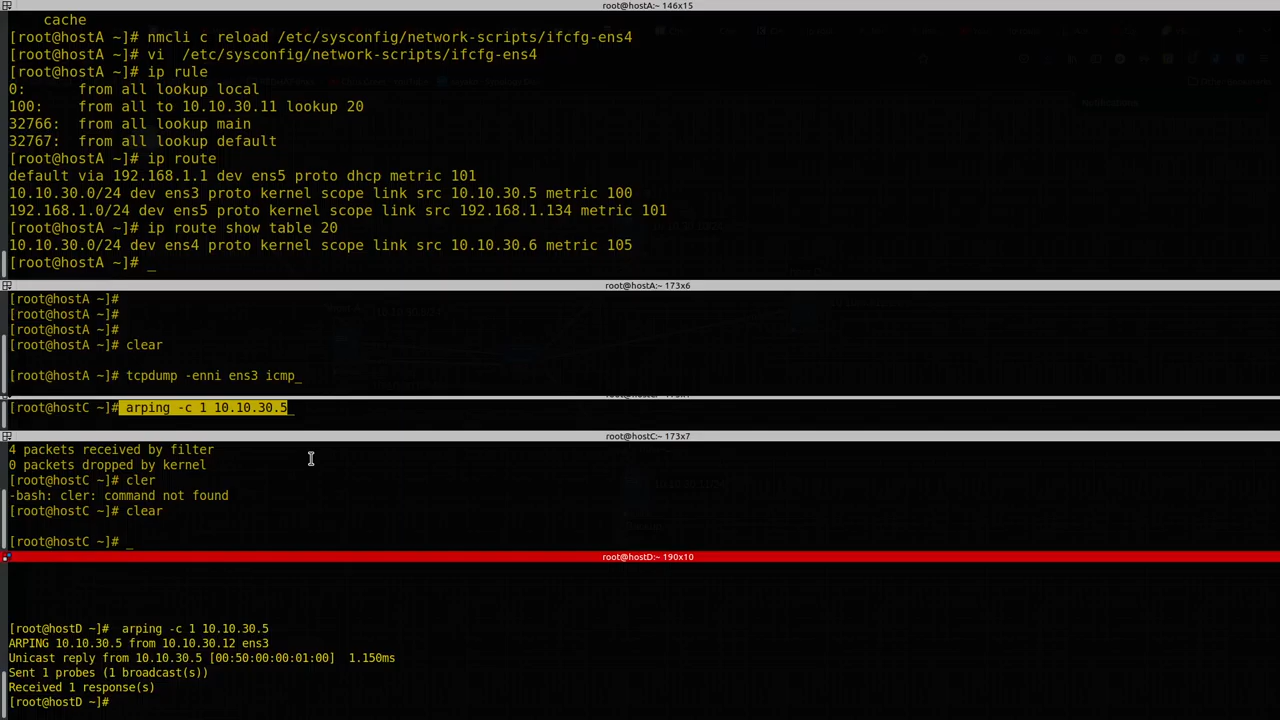 root@hostA:~ 146x15
cache
[root@hostA ~]# nmcli c reload /etc/sysconfig/network-scripts/ifcfg-ens4
[root@hostA ~]# vi  /etc/sysconfig/network-scripts/ifcfg-ens4
[root@hostA ~]# ip rule
0:      from all lookup local
100:    from all to 10.10.30.11 lookup 20
32766:  from all lookup main
32767:  from all lookup default
[root@hostA ~]# ip route
default via 192.168.1.1 dev ens5 proto dhcp metric 101
10.10.30.0/24 dev ens3 proto kernel scope link src 10.10.30.5 metric 100
192.168.1.0/24 dev ens5 proto kernel scope link src 192.168.1.134 metric 101
[root@hostA ~]# ip route show table 20
10.10.30.0/24 dev ens4 proto kernel scope link src 10.10.30.6 metric 105
[root@hostA ~]# _
root@hostA:~ 173x6
[root@hostA ~]#
[root@hostA ~]#
[root@hostA ~]#
[root@hostA ~]# clear
[root@hostA ~]# tcpdump -enni ens3 icmp_
[root@hostC ~]# arping -c 1 10.10.30.5_
root@hostC:~ 173x7
4 packets received by filter
0 packets dropped by kernel
[root@hostC ~]# cler
-bash: cler: command not found
[root@hostC ~]# clear
[root@hostC ~]# _
root@hostD:~ 190x10
[root@hostD ~]#  arping -c 1 10.10.30.5
ARPING 10.10.30.5 from 10.10.30.12 ens3
Unicast reply from 10.10.30.5 [00:50:00:00:01:00]  1.150ms
Sent 1 probes (1 broadcast(s))
Received 1 response(s)
[root@hostD ~]#